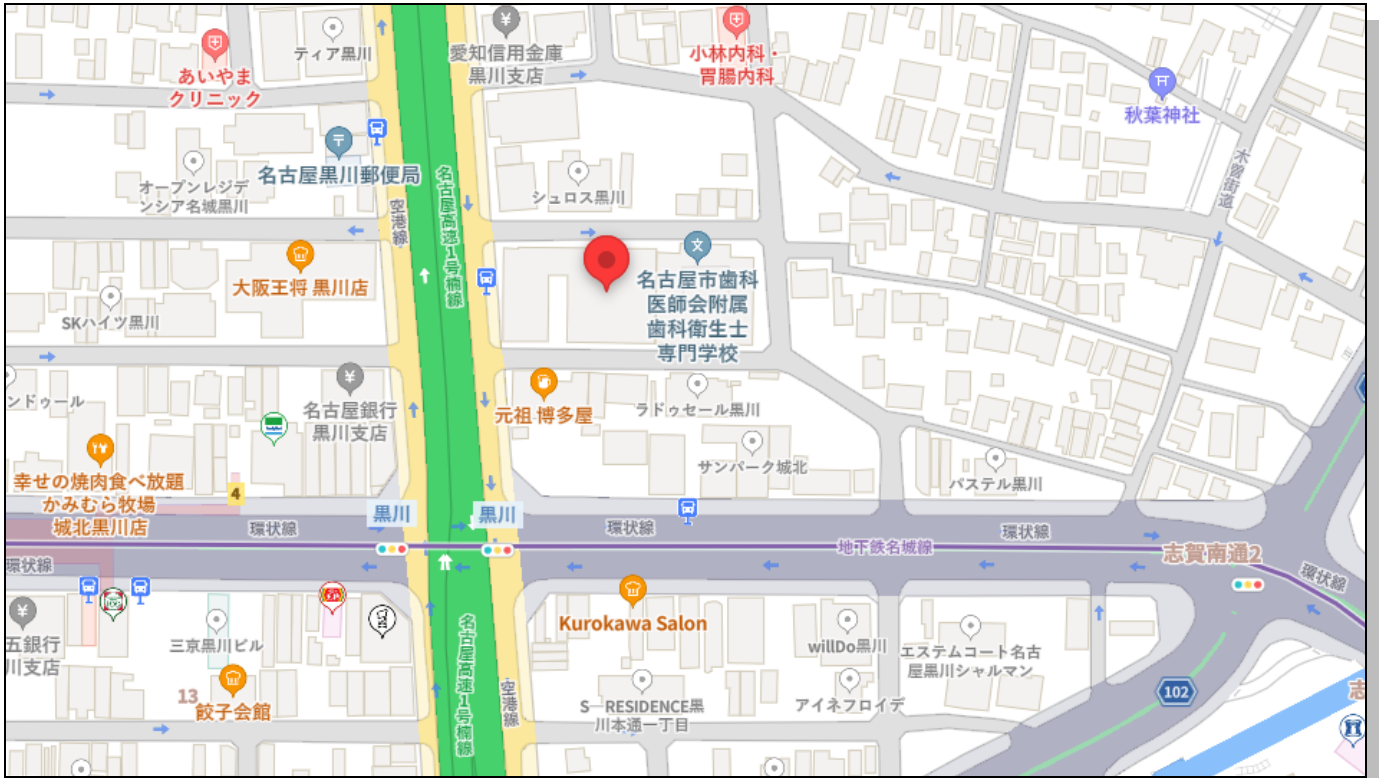 ティア黒川
愛知信用金庫
黒川支店
小林内科・
胃腸内科
あいやま
クリニック
秋葉神社
名古屋黒川郵便局
オープンレジデ
ンシア名城黒川
シュロス黒川
木曽街道
空港線
名古屋高速1号楠線
大阪王将 黒川店
名古屋市歯科
医師会附属
歯科衛生士
専門学校
SKハイツ黒川
ンドゥール
名古屋銀行
黒川支店
元祖 博多屋
ラドゥセール黒川
サンパーク城北
パステル黒川
幸せの焼肉食べ放題
かみむら牧場
城北黒川店
4
黒川
黒川
環状線
環状線
環状線
地下鉄名城線
志賀南通2
環状線
環状線
五銀行
川支店
三京黒川ビル
Kurokawa Salon
willDo黒川
エステムコート名古
屋黒川シャルマン
名古屋高速1号楠線
空港線
13
餃子会館
S―RESIDENCE黒
川本通一丁目
アイネフロイデ
102
志